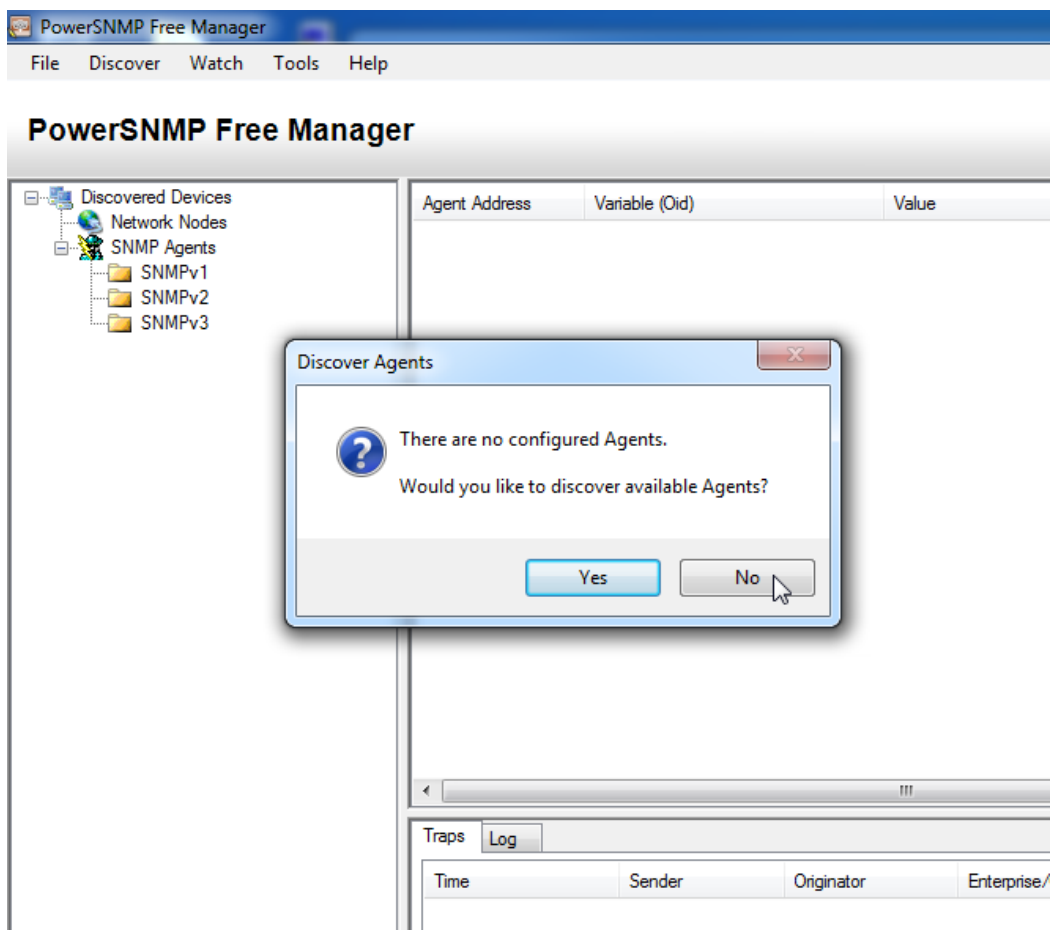 PowerSNMP Free Manager
File Discover Watch Tools Help
PowerSNMP Free Manager
Discovered Devices
Network Nodes
SNMP Agents
SNMPv1
SNMPv2
SNMPv3
Agent Address Variable (Oid) Value
Discover Agents
There are no configured Agents.
Would you like to discover available Agents?
Yes No
Traps Log
Time Sender Originator Enterprise/